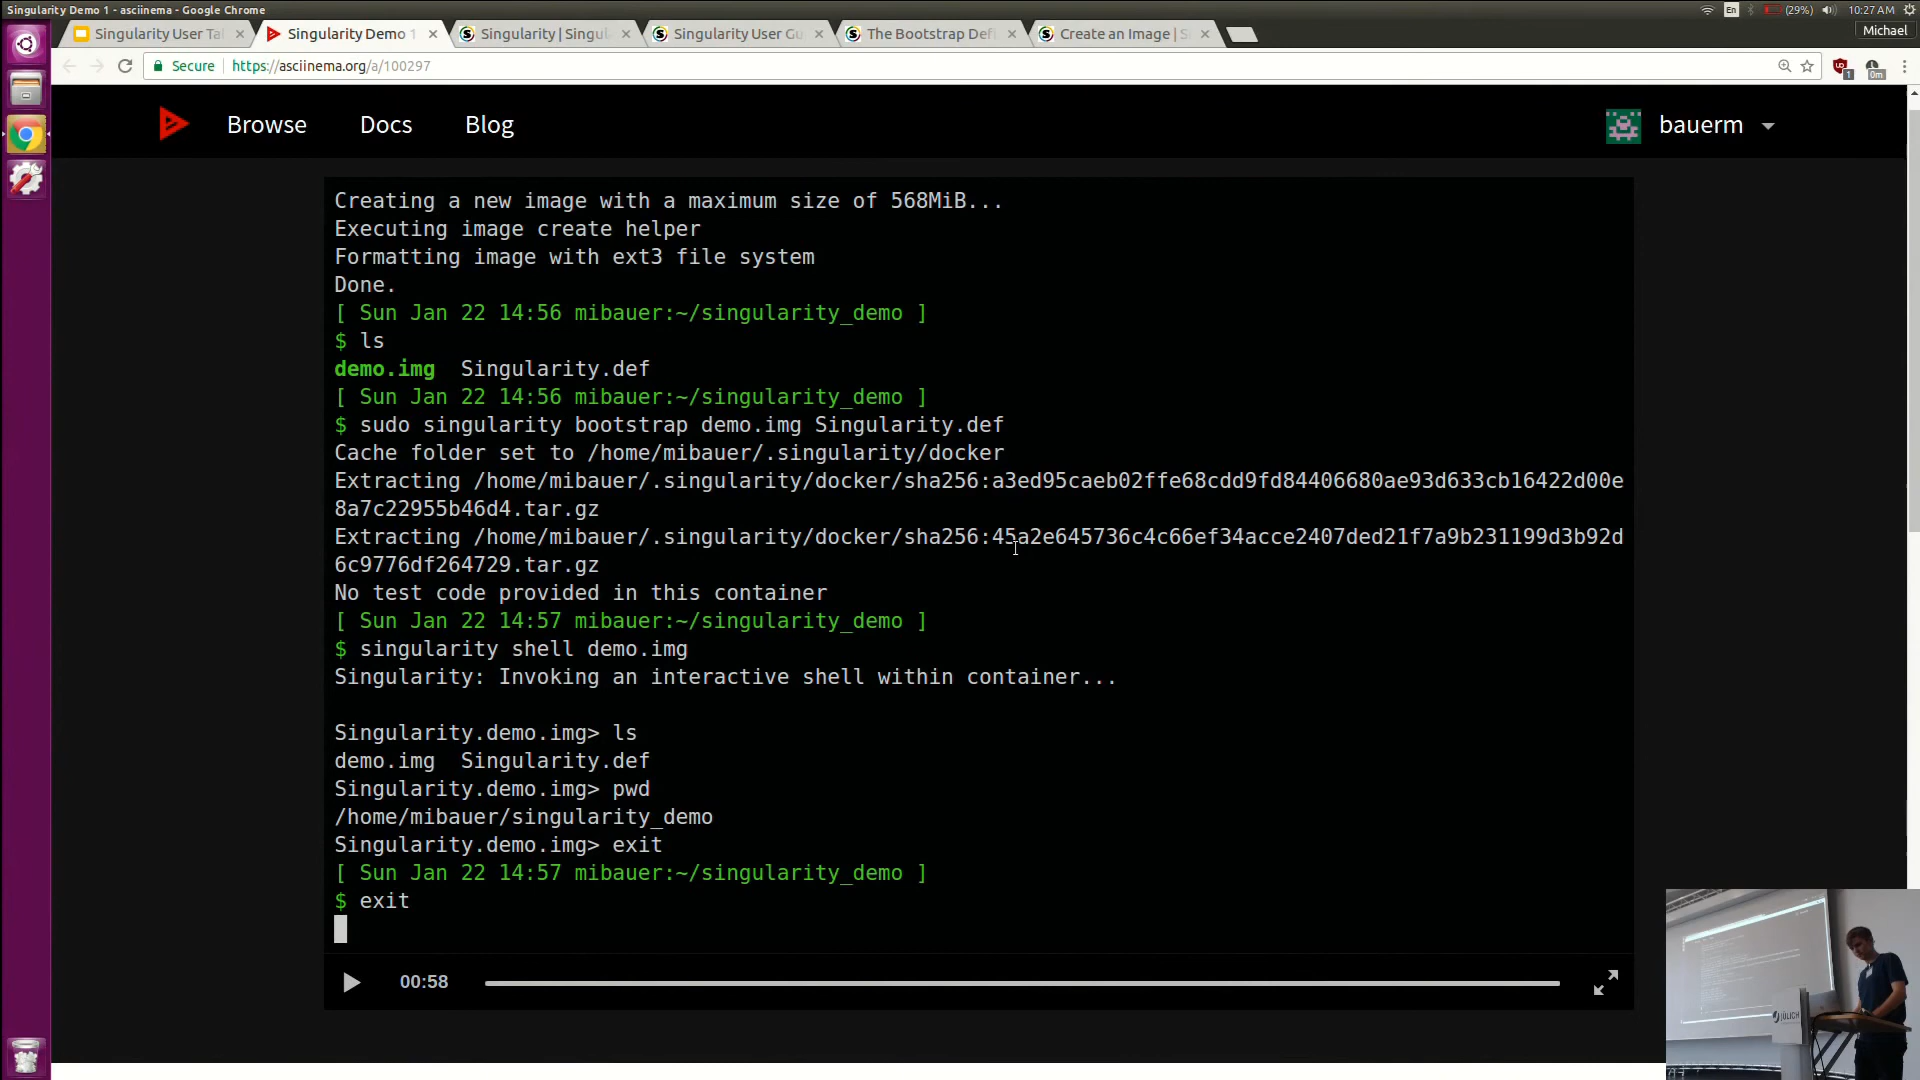 Singularity Demo 1 - asciinema - Google Chrome
En
(29%)
10:27 AM
Singularity User Ta
Singularity Demo 1
Singularity | Singul
Singularity User Gu
The Bootstrap Def
Create an Image | S
Michael
Secure
https://asciinema.org/a/100297
1
0m
Browse
Docs
Blog
bauerm
Creating a new image with a maximum size of 568MiB...
Executing image create helper
Formatting image with ext3 file system
Done.
[ Sun Jan 22 14:56 mibauer:~/singularity_demo ]
$ ls
demo.img  Singularity.def
[ Sun Jan 22 14:56 mibauer:~/singularity_demo ]
$ sudo singularity bootstrap demo.img Singularity.def
Cache folder set to /home/mibauer/.singularity/docker
Extracting /home/mibauer/.singularity/docker/sha256:a3ed95caeb02ffe68cdd9fd84406680ae93d633cb16422d00e
8a7c22955b46d4.tar.gz
Extracting /home/mibauer/.singularity/docker/sha256:45a2e645736c4c66ef34acce2407ded21f7a9b231199d3b92d
6c9776df264729.tar.gz
No test code provided in this container
[ Sun Jan 22 14:57 mibauer:~/singularity_demo ]
$ singularity shell demo.img
Singularity: Invoking an interactive shell within container...
Singularity.demo.img> ls
demo.img  Singularity.def
Singularity.demo.img> pwd
/home/mibauer/singularity_demo
Singularity.demo.img> exit
[ Sun Jan 22 14:57 mibauer:~/singularity_demo ]
$ exit
00:58
JÜLICH